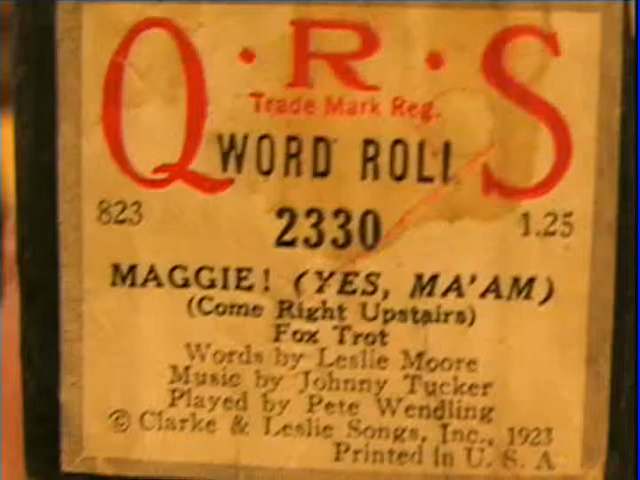 Q·R·S
Trade Mark Reg.
WORD ROLL
823 2330 1.25
MAGGIE! (YES, MA'AM)
(Come Right Upstairs)
Fox Trot
Words by Leslie Moore
Music by Johnny Tucker
Played by Pete Wendling
© Clarke & Leslie Songs, Inc., 1923
Printed in U. S. A